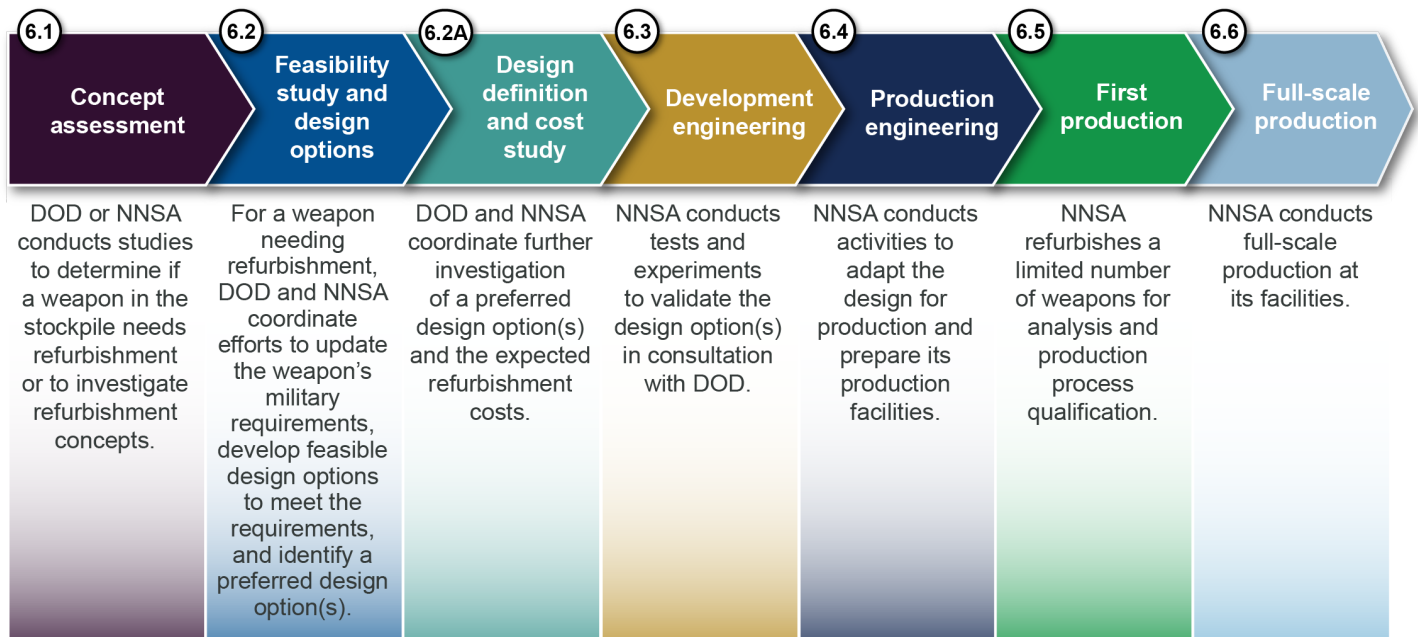 6.1
Concept
assessment
DOD or NNSA
conducts studies
to determine if
a weapon in the
stockpile needs
refurbishment
or to investigate
refurbishment
concepts.
6.2
Feasibility
study and
design
options
For a weapon
needing
refurbishment,
DOD and NNSA
coordinate
efforts to update
the weapon's
military
requirements,
develop feasible
design options
to meet the
requirements,
and identify a
preferred design
option(s).
6.2A
Design
definition
and cost
study
DOD and NNSA
coordinate further
investigation
of a preferred
design option(s)
and the expected
refurbishment
costs.
6.3
Development
engineering
NNSA conducts
tests and
experiments
to validate the
design option(s)
in consultation
with DOD.
6.4
Production
engineering
NNSA conducts
activities to
adapt the
design for
production and
prepare its
production
facilities.
6.5
First
production
NNSA
refurbishes a
limited number
of weapons for
analysis and
production
process
qualification.
6.6
Full-scale
production
NNSA conducts
full-scale
production at
its facilities.